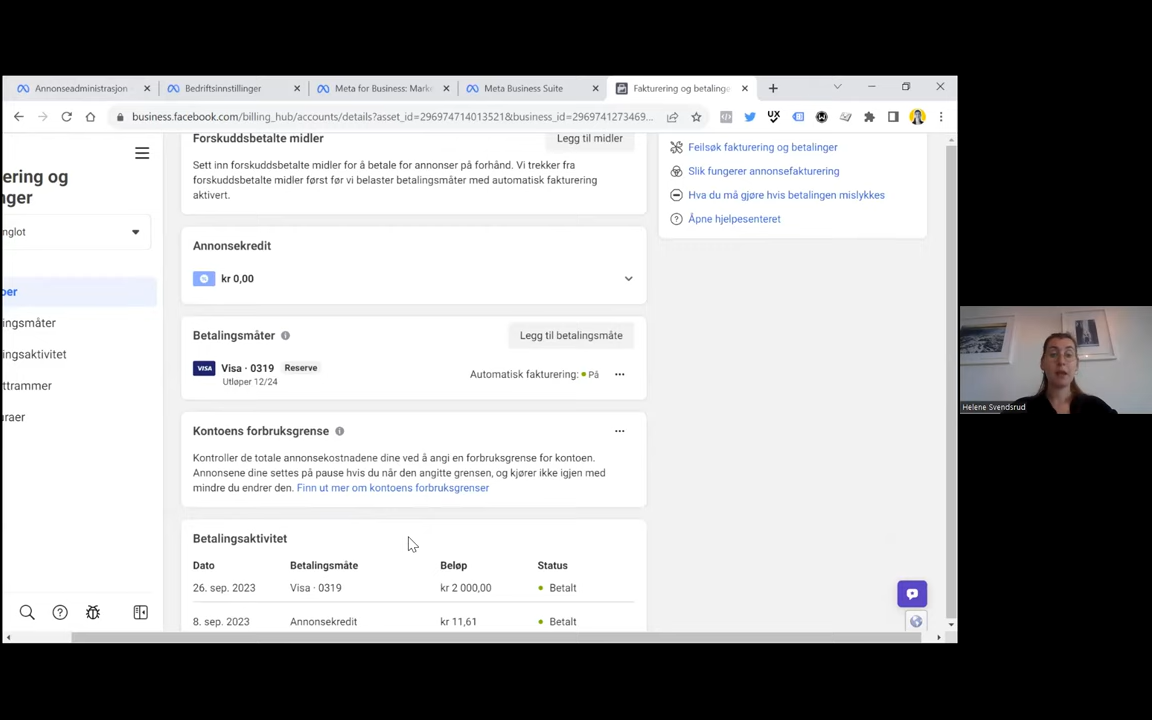 Annonseadministrasjon
Bedriftsinnstillinger
Meta for Business: Marke
Meta Business Suite
Fakturering og betaling
business.facebook.com/billing_hub/accounts/details?asset_id=296974714013521&business_id=2969741273469...
ering og
nger
nglot
oer
ingsmåter
ingsaktivitet
ttrammer
araer
Forskuddsbetalte midler
Legg til midler
Sett inn forskuddsbetalte midler for å betale for annonser på forhånd. Vi trekker fra
forskuddsbetalte midler først før vi belaster betalingsmåter med automatisk fakturering
aktivert.
Annonsekredit
kr 0,00
Betalingsmåter
Legg til betalingsmåte
VISA
Visa · 0319 Reserve
Utløper 12/24
Automatisk fakturering: På
Kontoens forbruksgrense
Kontroller de totale annonsekostnadene dine ved å angi en forbruksgrense for kontoen.
Annonsene dine settes på pause hvis du når den angitte grensen, og kjører ikke igjen med
mindre du endrer den. Finn ut mer om kontoens forbruksgrenser
Betalingsaktivitet
Dato Betalingsmåte Beløp Status
26. sep. 2023 Visa · 0319 kr 2 000,00 Betalt
8. sep. 2023 Annonsekredit kr 11,61 Betalt
Feilsøk fakturering og betalinger
Slik fungerer annonsefakturering
Hva du må gjøre hvis betalingen mislykkes
Åpne hjelpesenteret
Helene Svendsrud